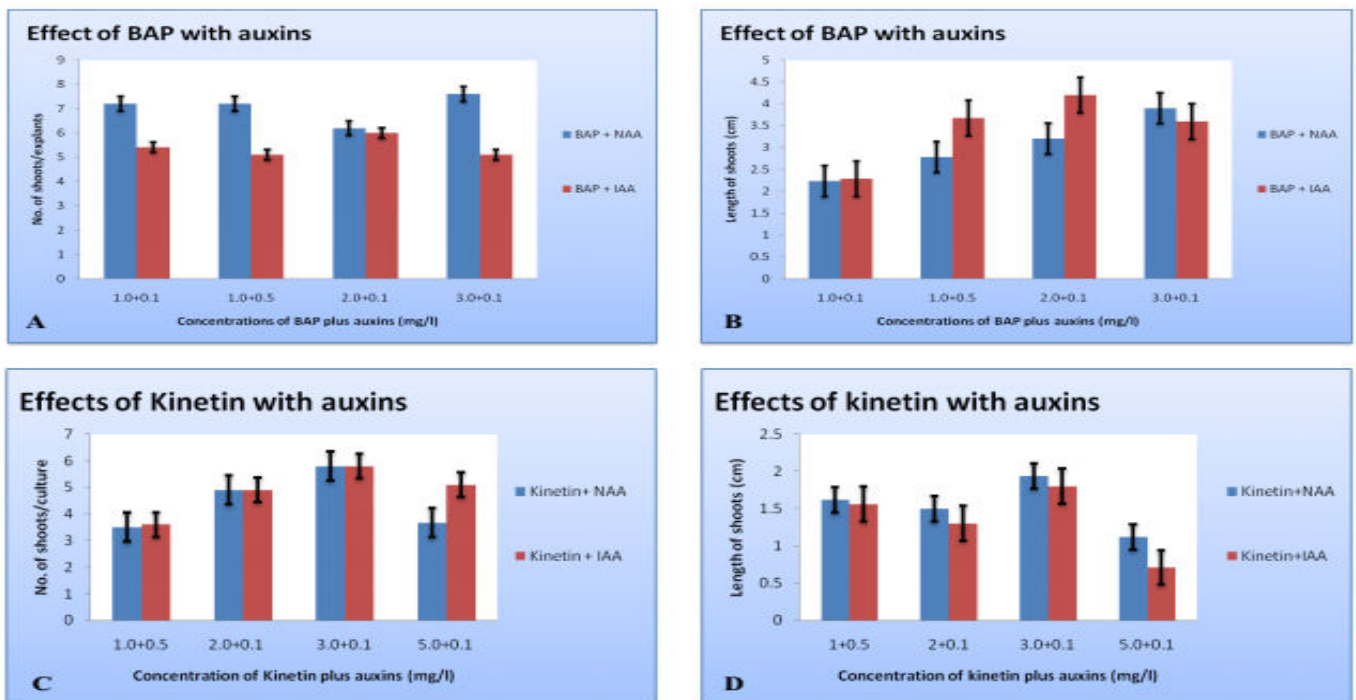 Effect of BAP with auxins
9
8
7
6
5
4
3
2
1
0
No. of shoots/explants
1.0+0.1 1.0+0.5 2.0+0.1 3.0+0.1
Concentrations of BAP plus auxins (mg/l)
BAP + NAA
BAP + IAA
A
Effect of BAP with auxins
5
4.5
4
3.5
3
2.5
2
1.5
1
0.5
0
Length of shoots (cm)
1.0+0.1 1.0+0.5 2.0+0.1 3.0+0.1
Concentrations of BAP plus auxins (mg/l)
BAP + NAA
BAP + IAA
B
Effects of Kinetin with auxins
7
6
5
4
3
2
1
0
No. of shoots/culture
1.0+0.5 2.0+0.1 3.0+0.1 5.0+0.1
Concentration of Kinetin plus auxins (mg/l)
Kinetin+ NAA
Kinetin + IAA
C
Effects of kinetin with auxins
2.5
2
1.5
1
0.5
0
Length of shoots (cm)
1+0.5 2+0.1 3.0+0.1 5.0+0.1
Concentration of kinetin plus auxins (mg/l)
Kinetin+NAA
Kinetin+IAA
D